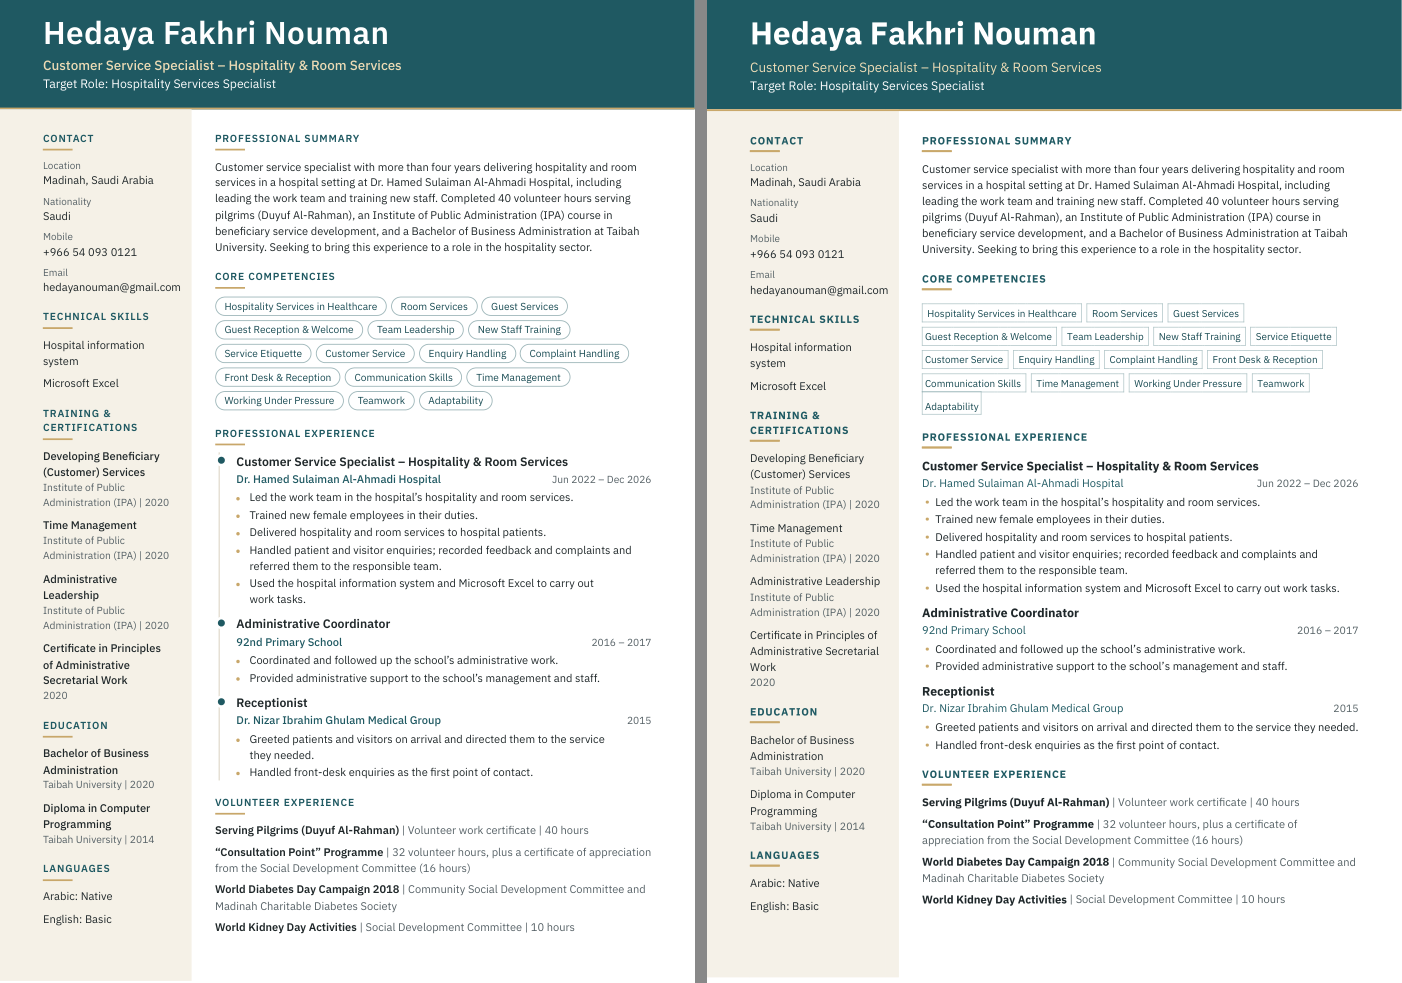 Hedaya Fakhri Nouman
Customer Service Specialist – Hospitality & Room Services
Target Role: Hospitality Services Specialist
CONTACT
Location
Madinah, Saudi Arabia
Nationality
Saudi
Mobile
+966 54 093 0121
Email
hedayanouman@gmail.com
TECHNICAL SKILLS
Hospital information
system
Microsoft Excel
TRAINING &
CERTIFICATIONS
Developing Beneficiary
(Customer) Services
Institute of Public
Administration (IPA) | 2020
Time Management
Institute of Public
Administration (IPA) | 2020
Administrative
Leadership
Institute of Public
Administration (IPA) | 2020
Certificate in Principles
of Administrative
Secretarial Work
2020
EDUCATION
Bachelor of Business
Administration
Taibah University | 2020
Diploma in Computer
Programming
Taibah University | 2014
LANGUAGES
Arabic: Native
English: Basic
PROFESSIONAL SUMMARY
Customer service specialist with more than four years delivering hospitality and room
services in a hospital setting at Dr. Hamed Sulaiman Al-Ahmadi Hospital, including
leading the work team and training new staff. Completed 40 volunteer hours serving
pilgrims (Duyuf Al-Rahman), an Institute of Public Administration (IPA) course in
beneficiary service development, and a Bachelor of Business Administration at Taibah
University. Seeking to bring this experience to a role in the hospitality sector.
CORE COMPETENCIES
Hospitality Services in Healthcare Room Services Guest Services
Guest Reception & Welcome Team Leadership New Staff Training
Service Etiquette Customer Service Enquiry Handling Complaint Handling
Front Desk & Reception Communication Skills Time Management
Working Under Pressure Teamwork Adaptability
PROFESSIONAL EXPERIENCE
Customer Service Specialist – Hospitality & Room Services
Dr. Hamed Sulaiman Al-Ahmadi Hospital Jun 2022 – Dec 2026
• Led the work team in the hospital’s hospitality and room services.
• Trained new female employees in their duties.
• Delivered hospitality and room services to hospital patients.
• Handled patient and visitor enquiries; recorded feedback and complaints and
referred them to the responsible team.
• Used the hospital information system and Microsoft Excel to carry out
work tasks.
Administrative Coordinator
92nd Primary School 2016 – 2017
• Coordinated and followed up the school’s administrative work.
• Provided administrative support to the school’s management and staff.
Receptionist
Dr. Nizar Ibrahim Ghulam Medical Group 2015
• Greeted patients and visitors on arrival and directed them to the service
they needed.
• Handled front-desk enquiries as the first point of contact.
VOLUNTEER EXPERIENCE
Serving Pilgrims (Duyuf Al-Rahman) | Volunteer work certificate | 40 hours
“Consultation Point” Programme | 32 volunteer hours, plus a certificate of appreciation
from the Social Development Committee (16 hours)
World Diabetes Day Campaign 2018 | Community Social Development Committee and
Madinah Charitable Diabetes Society
World Kidney Day Activities | Social Development Committee | 10 hours
Hedaya Fakhri Nouman
Customer Service Specialist – Hospitality & Room Services
Target Role: Hospitality Services Specialist
CONTACT
Location
Madinah, Saudi Arabia
Nationality
Saudi
Mobile
+966 54 093 0121
Email
hedayanouman@gmail.com
TECHNICAL SKILLS
Hospital information
system
Microsoft Excel
TRAINING &
CERTIFICATIONS
Developing Beneficiary
(Customer) Services
Institute of Public
Administration (IPA) | 2020
Time Management
Institute of Public
Administration (IPA) | 2020
Administrative Leadership
Institute of Public
Administration (IPA) | 2020
Certificate in Principles of
Administrative Secretarial
Work
2020
EDUCATION
Bachelor of Business
Administration
Taibah University | 2020
Diploma in Computer
Programming
Taibah University | 2014
LANGUAGES
Arabic: Native
English: Basic
PROFESSIONAL SUMMARY
Customer service specialist with more than four years delivering hospitality and room
services in a hospital setting at Dr. Hamed Sulaiman Al-Ahmadi Hospital, including
leading the work team and training new staff. Completed 40 volunteer hours serving
pilgrims (Duyuf Al-Rahman), an Institute of Public Administration (IPA) course in
beneficiary service development, and a Bachelor of Business Administration at Taibah
University. Seeking to bring this experience to a role in the hospitality sector.
CORE COMPETENCIES
Hospitality Services in Healthcare Room Services Guest Services
Guest Reception & Welcome Team Leadership New Staff Training Service Etiquette
Customer Service Enquiry Handling Complaint Handling Front Desk & Reception
Communication Skills Time Management Working Under Pressure Teamwork
Adaptability
PROFESSIONAL EXPERIENCE
Customer Service Specialist – Hospitality & Room Services
Dr. Hamed Sulaiman Al-Ahmadi Hospital Jun 2022 – Dec 2026
• Led the work team in the hospital’s hospitality and room services.
• Trained new female employees in their duties.
• Delivered hospitality and room services to hospital patients.
• Handled patient and visitor enquiries; recorded feedback and complaints and
referred them to the responsible team.
• Used the hospital information system and Microsoft Excel to carry out work tasks.
Administrative Coordinator
92nd Primary School 2016 – 2017
• Coordinated and followed up the school’s administrative work.
• Provided administrative support to the school’s management and staff.
Receptionist
Dr. Nizar Ibrahim Ghulam Medical Group 2015
• Greeted patients and visitors on arrival and directed them to the service they needed.
• Handled front-desk enquiries as the first point of contact.
VOLUNTEER EXPERIENCE
Serving Pilgrims (Duyuf Al-Rahman) | Volunteer work certificate | 40 hours
“Consultation Point” Programme | 32 volunteer hours, plus a certificate of
appreciation from the Social Development Committee (16 hours)
World Diabetes Day Campaign 2018 | Community Social Development Committee and
Madinah Charitable Diabetes Society
World Kidney Day Activities | Social Development Committee | 10 hours